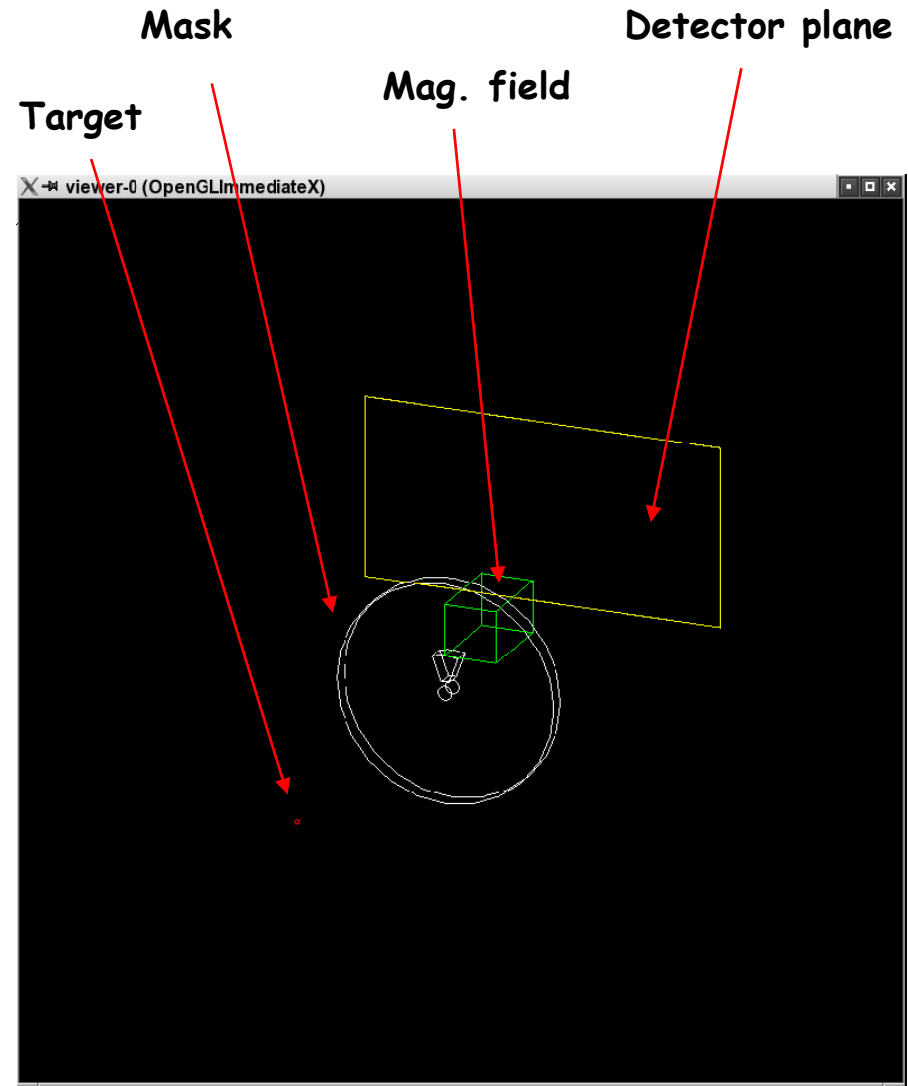 Mask
Detector plane
Mag. field
Target
viewer-0 (OpenGLImmediateX)